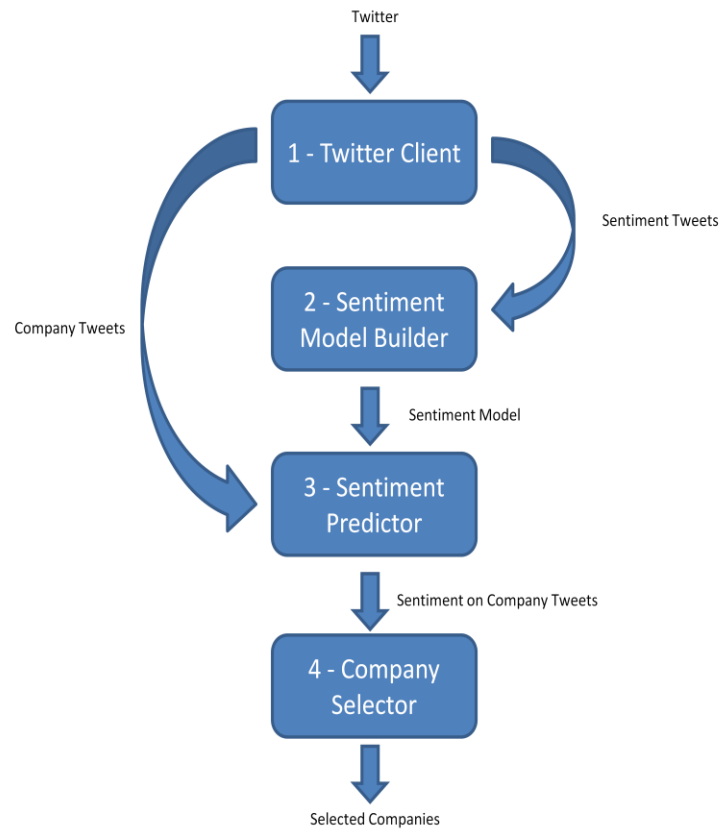 Twitter
1 - Twitter Client
Sentiment Tweets
2 - Sentiment
Model Builder
Company Tweets
Sentiment Model
3 - Sentiment
Predictor
Sentiment on Company Tweets
4 - Company
Selector
Selected Companies